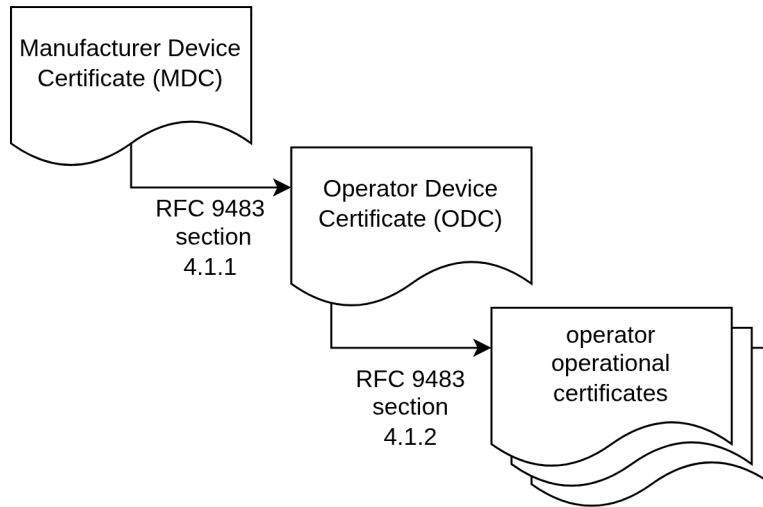 Manufacturer Device
Certificate (MDC)
RFC 9483
section
4.1.1
Operator Device
Certificate (ODC)
RFC 9483
section
4.1.2
operator
operational
certificates